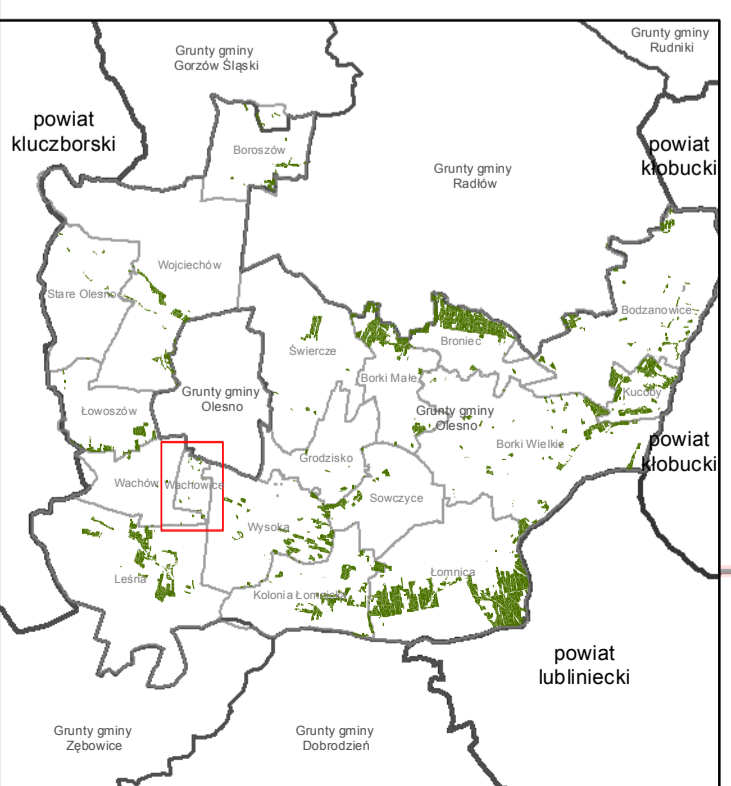 Grunty gminy
Rudniki
Grunty gminy
Gorzów Śląski
powiat
kluczborski
powiat
kłobucki
Boroszów
Grunty gminy
Radłów
Wojciechów
Stare Olesno
Bodzanowice
Świercze
Broniec
Borki Małe
Grunty gminy
Olesno
Kucoby
Łowoszów
Grunty gminy
Olesno
Borki Wielkie
powiat
kłobucki
Grodzisko
Wachów
Wachowice
Sowczyce
Wysoka
Leśna
Łomnica
Kolonia Łomnicka
powiat
lubliniecki
Grunty gminy
Zębowice
Grunty gminy
Dobrodzień